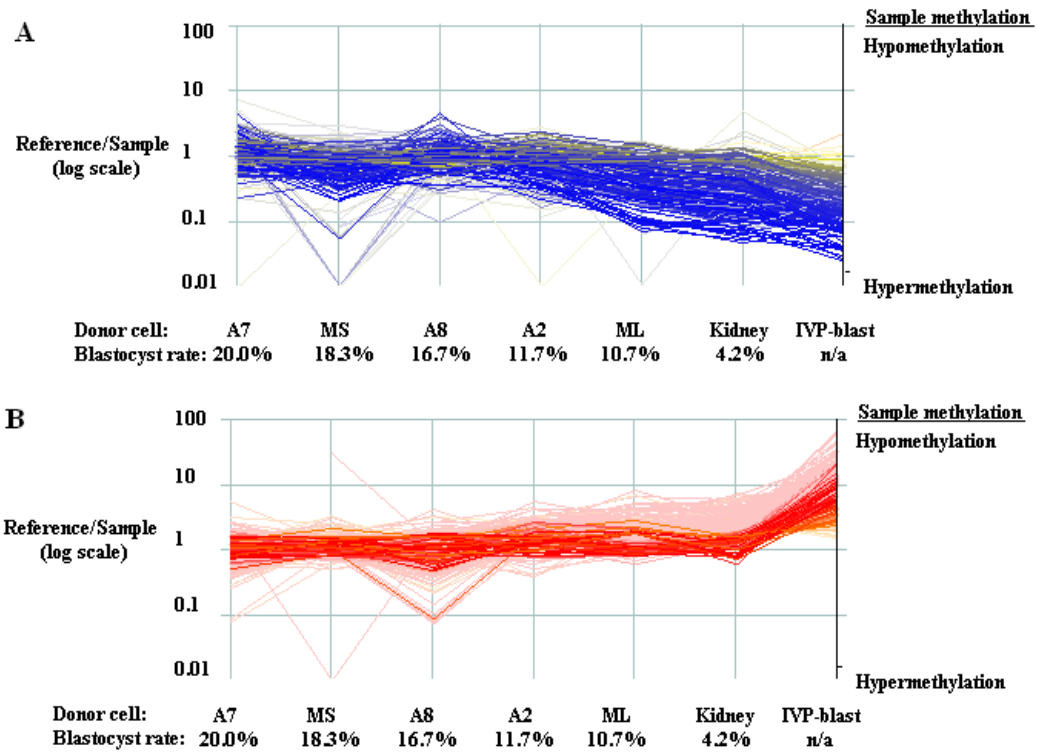 A
Sample methylation
Hypomethylation
100
10
Reference/Sample
(log scale)
1
0.1
0.01
Hypermethylation
Donor cell: A7 MS A8 A2 ML Kidney IVP-blast
Blastocyst rate: 20.0% 18.3% 16.7% 11.7% 10.7% 4.2% n/a
B
Sample methylation
Hypomethylation
100
10
Reference/Sample
(log scale)
1
0.1
0.01
Hypermethylation
Donor cell: A7 MS A8 A2 ML Kidney IVP-blast
Blastocyst rate: 20.0% 18.3% 16.7% 11.7% 10.7% 4.2% n/a